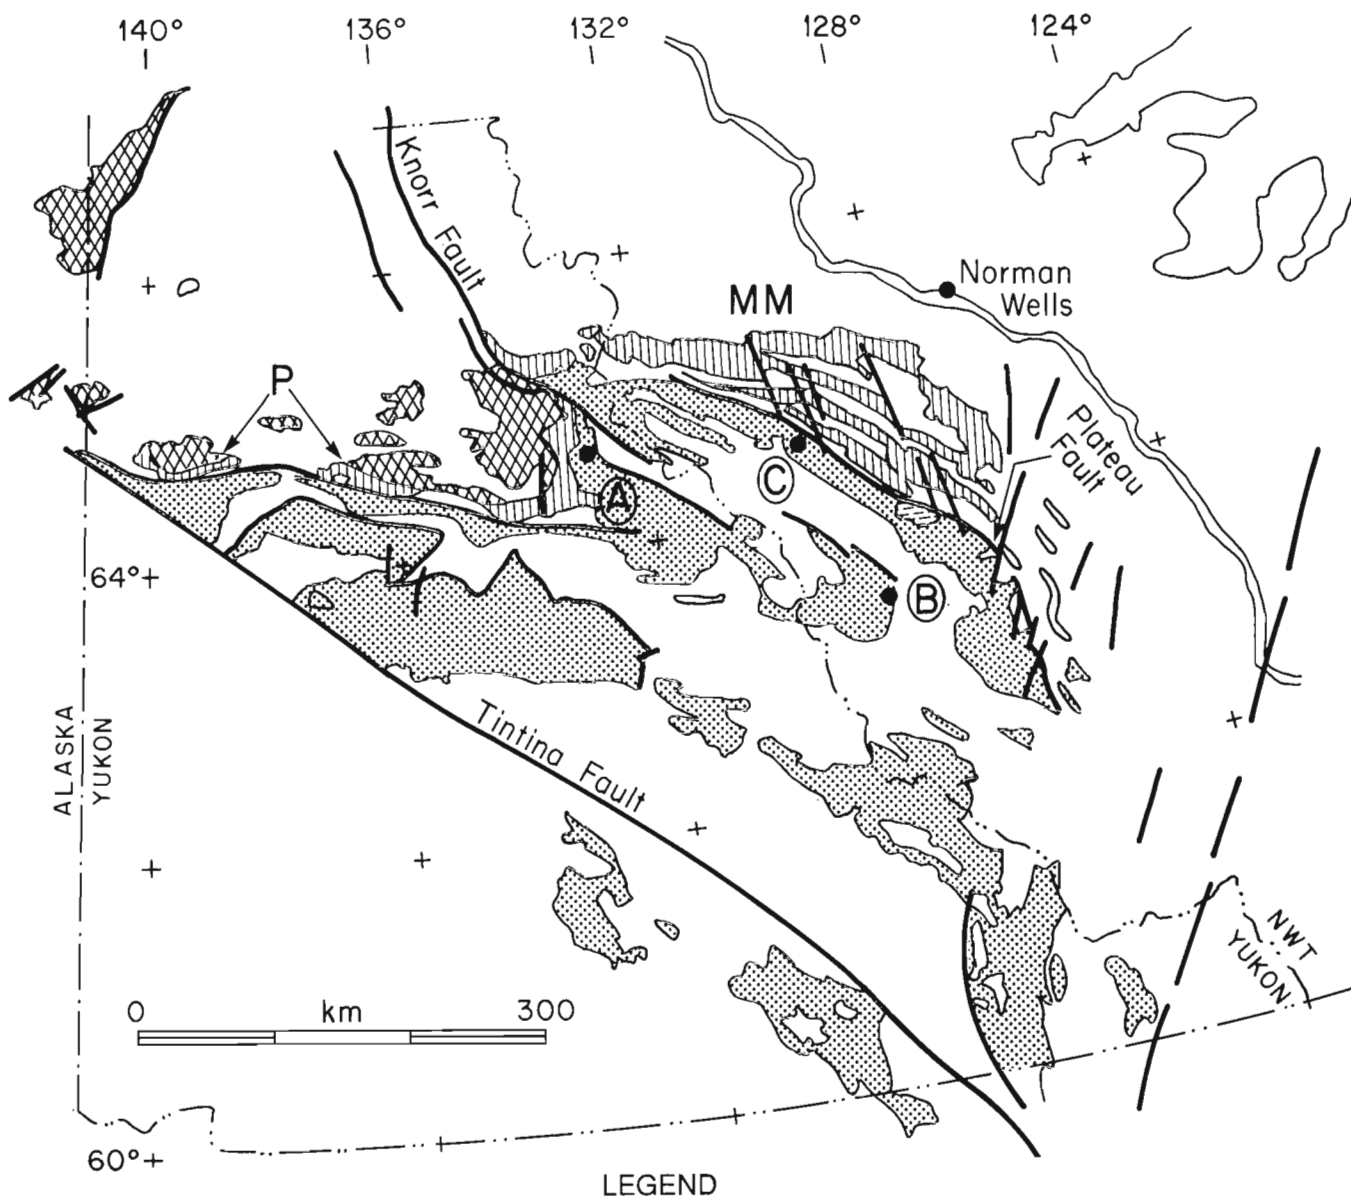 140° 136° 132° 128° 124°
Knorr Fault
Norman
Wells
MM
P
Plateau
Fault
A
C
B
64°
Tintina Fault
ALASKA
YUKON
NWT
YUKON
0 km 300
60°
LEGEND